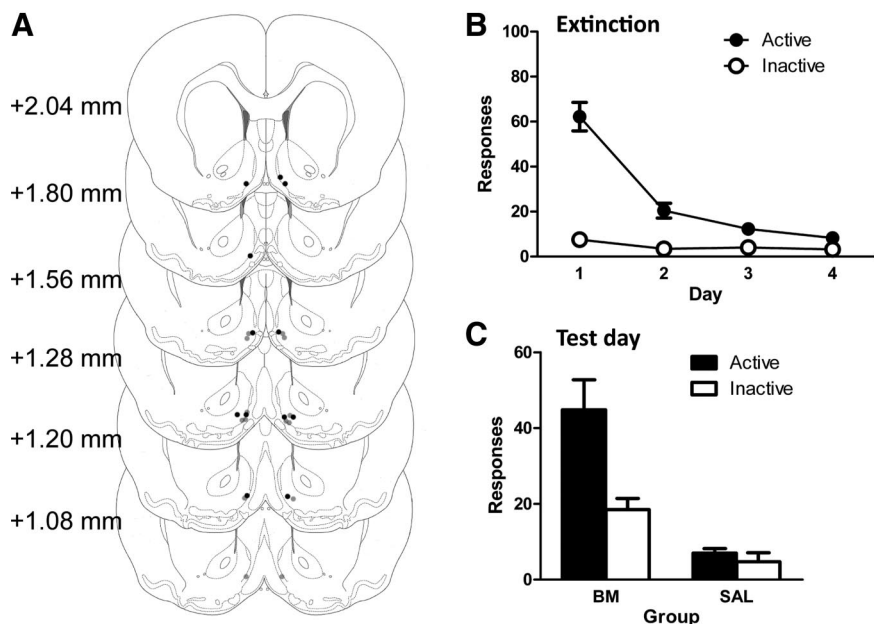 A
+2.04 mm
+1.80 mm
+1.56 mm
+1.28 mm
+1.20 mm
+1.08 mm
B
Extinction
Active
Inactive
100
80
60
40
20
0
Responses
1 2 3 4
Day
C
Test day
Active
Inactive
60
40
20
0
Responses
BM SAL
Group